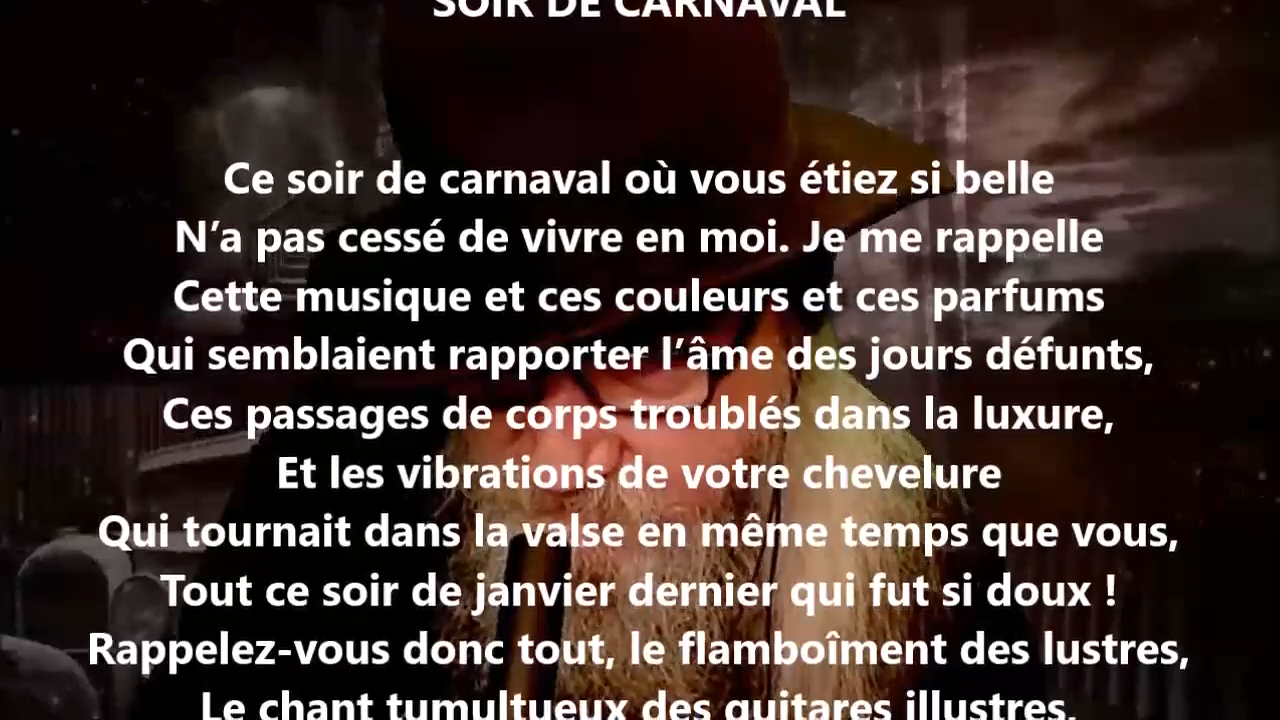 SOIR DE CARNAVAL
Ce soir de carnaval où vous étiez si belle
N’a pas cessé de vivre en moi. Je me rappelle
Cette musique et ces couleurs et ces parfums
Qui semblaient rapporter l’âme des jours défunts,
Ces passages de corps troublés dans la luxure,
Et les vibrations de votre chevelure
Qui tournait dans la valse en même temps que vous,
Tout ce soir de janvier dernier qui fut si doux !
Rappelez-vous donc tout, le flamboîment des lustres,
Le chant tumultueux des guitares illustres,